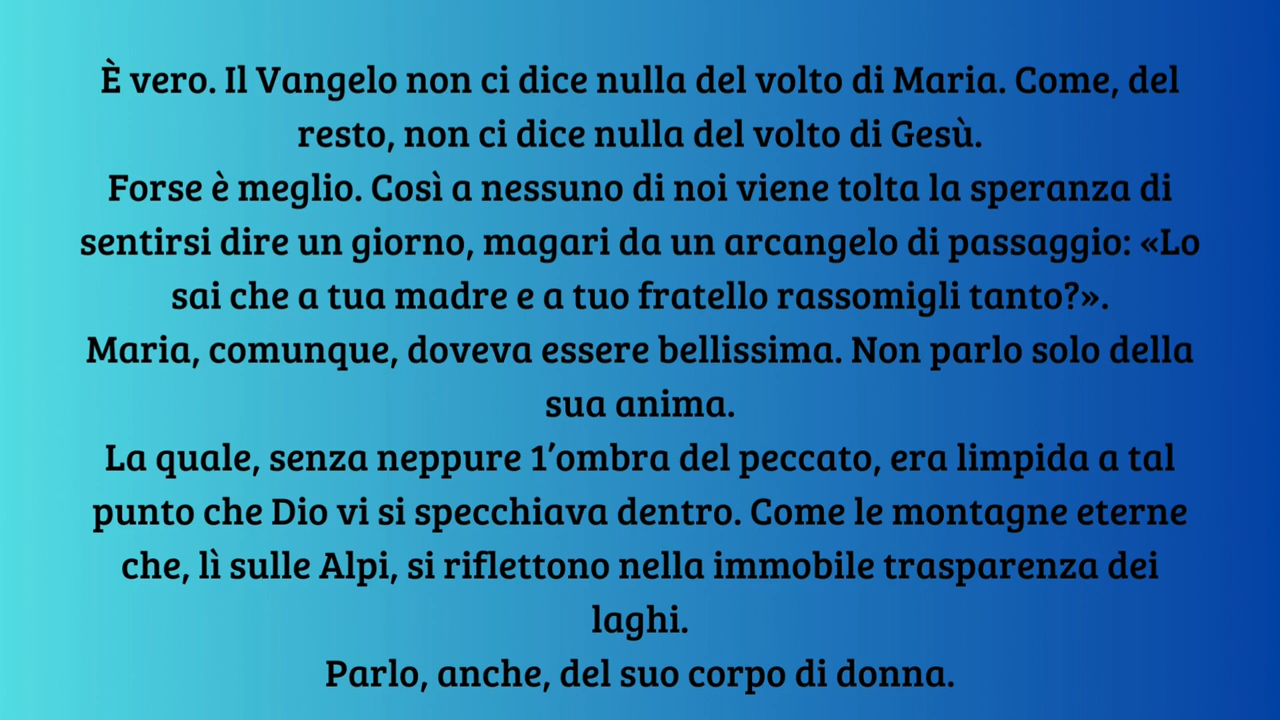 È vero. Il Vangelo non ci dice nulla del volto di Maria. Come, del
resto, non ci dice nulla del volto di Gesù.
Forse è meglio. Così a nessuno di noi viene tolta la speranza di
sentirsi dire un giorno, magari da un arcangelo di passaggio: «Lo
sai che a tua madre e a tuo fratello rassomigli tanto?».
Maria, comunque, doveva essere bellissima. Non parlo solo della
sua anima.
La quale, senza neppure 1’ombra del peccato, era limpida a tal
punto che Dio vi si specchiava dentro. Come le montagne eterne
che, lì sulle Alpi, si riflettono nella immobile trasparenza dei
laghi.
Parlo, anche, del suo corpo di donna.